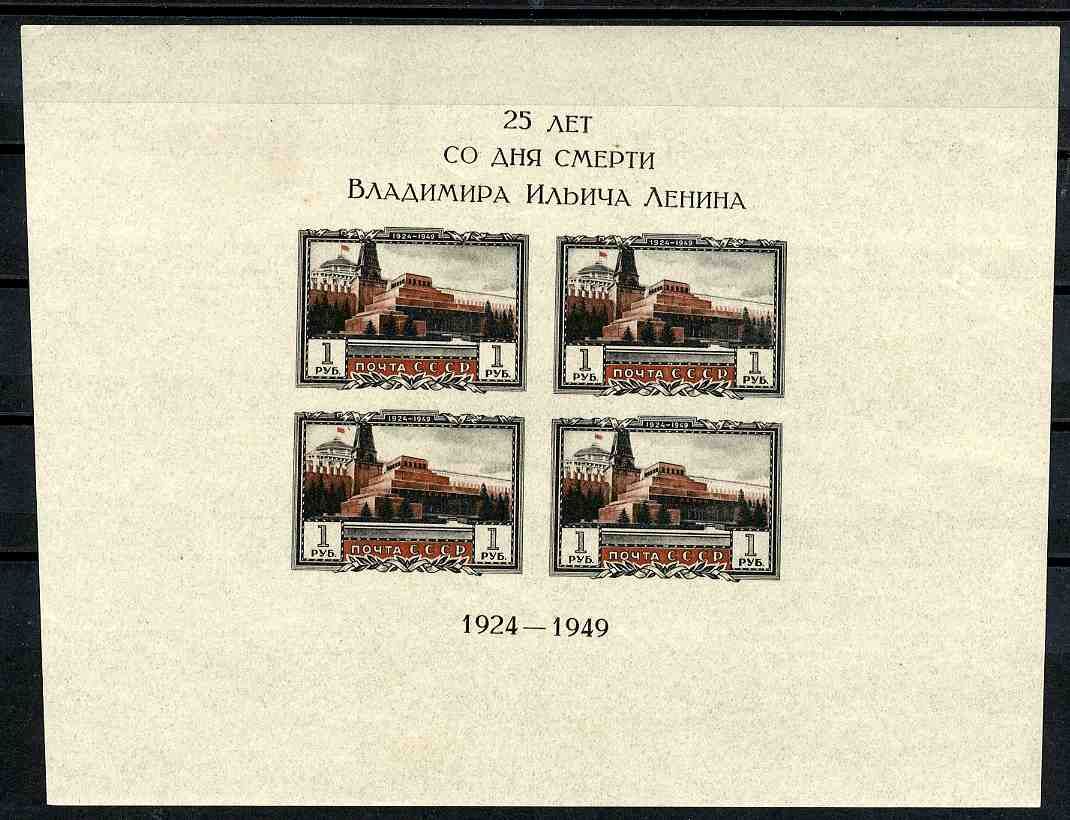 25 ЛЕТ
СО ДНЯ СМЕРТИ
ВЛАДИМИРА ИЛЬИЧА ЛЕНИНА
1924-1949
1924-1949
1 РУБ. ПОЧТА СССР 1 РУБ.
1 РУБ. ПОЧТА СССР 1 РУБ.
1924-1949
1924-1949
1 РУБ. ПОЧТА СССР 1 РУБ.
1 РУБ. ПОЧТА СССР 1 РУБ.
1924—1949